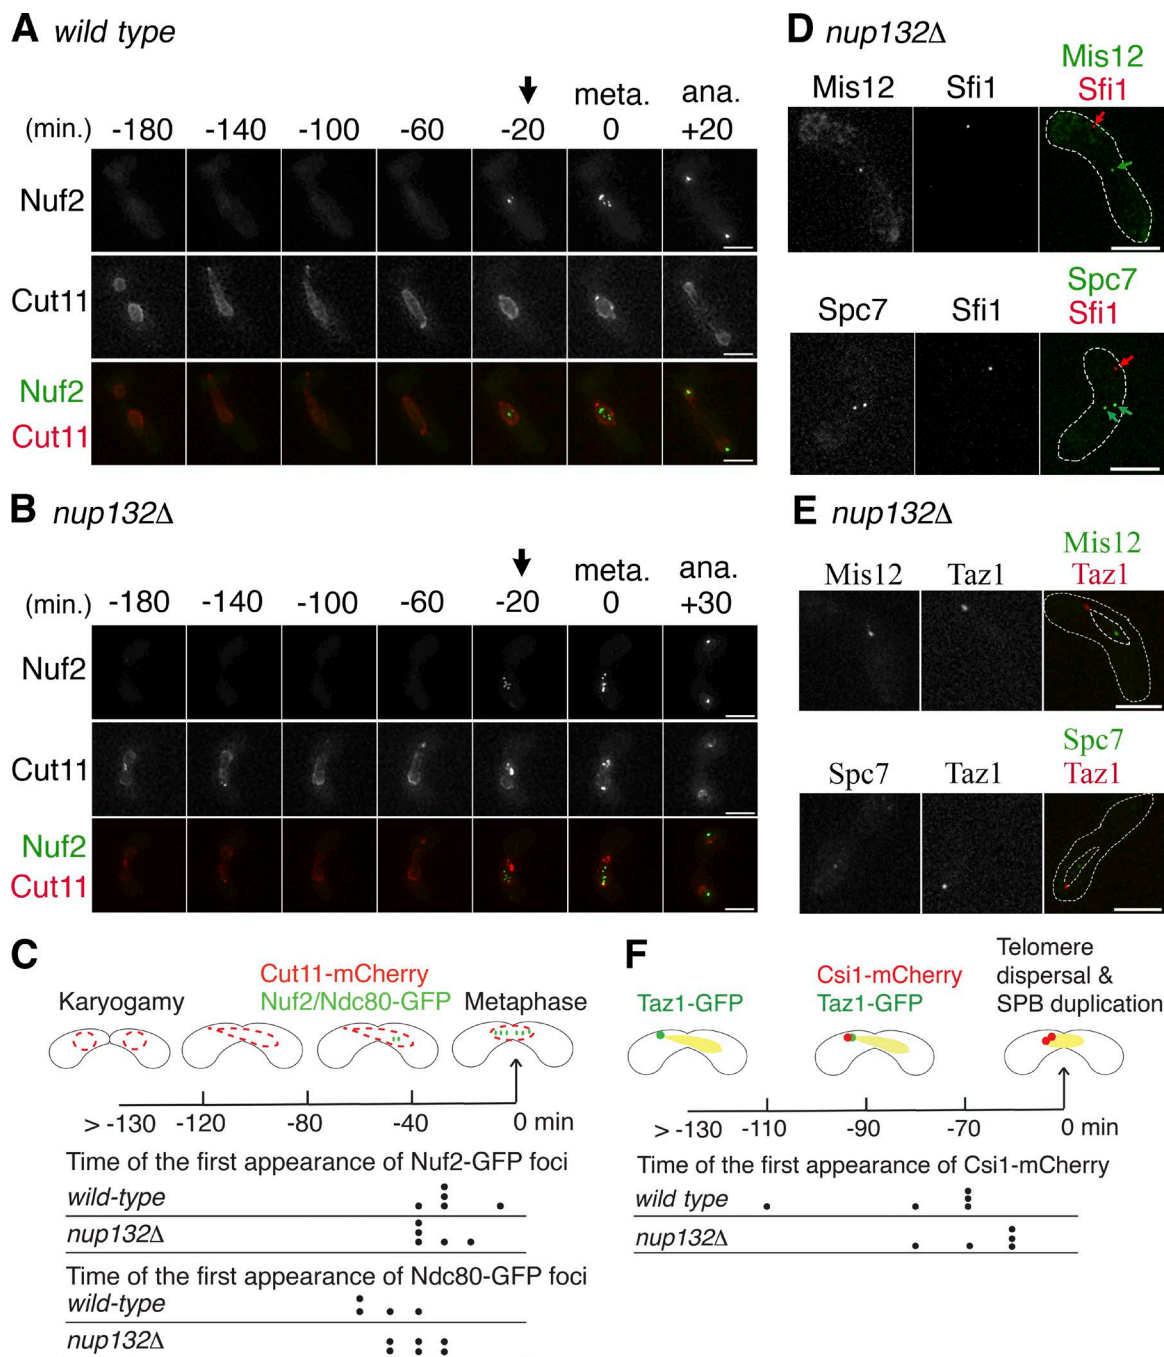 A wild type
meta. ana.
(min.) -180 -140 -100 -60 -20 0 +20
Nuf2
Cut11
Nuf2
Cut11
B nup132Δ
meta. ana.
(min.) -180 -140 -100 -60 -20 0 +30
Nuf2
Cut11
Nuf2
Cut11
C
Cut11-mCherry
Nuf2/Ndc80-GFP
Karyogamy
Metaphase
> -130 -120 -80 -40 0 min
Time of the first appearance of Nuf2-GFP foci
wild-type
nup132Δ
Time of the first appearance of Ndc80-GFP foci
wild-type
nup132Δ
D nup132Δ
Mis12 Sfi1 Mis12
Sfi1
Spc7 Sfi1 Spc7
Sfi1
E nup132Δ
Mis12 Taz1 Mis12
Taz1
Spc7 Taz1 Spc7
Taz1
F
Taz1-GFP
Csi1-mCherry
Taz1-GFP
Telomere
dispersal &
SPB duplication
> -130 -110 -90 -70 0 min
Time of the first appearance of Csi1-mCherry
wild type
nup132Δ